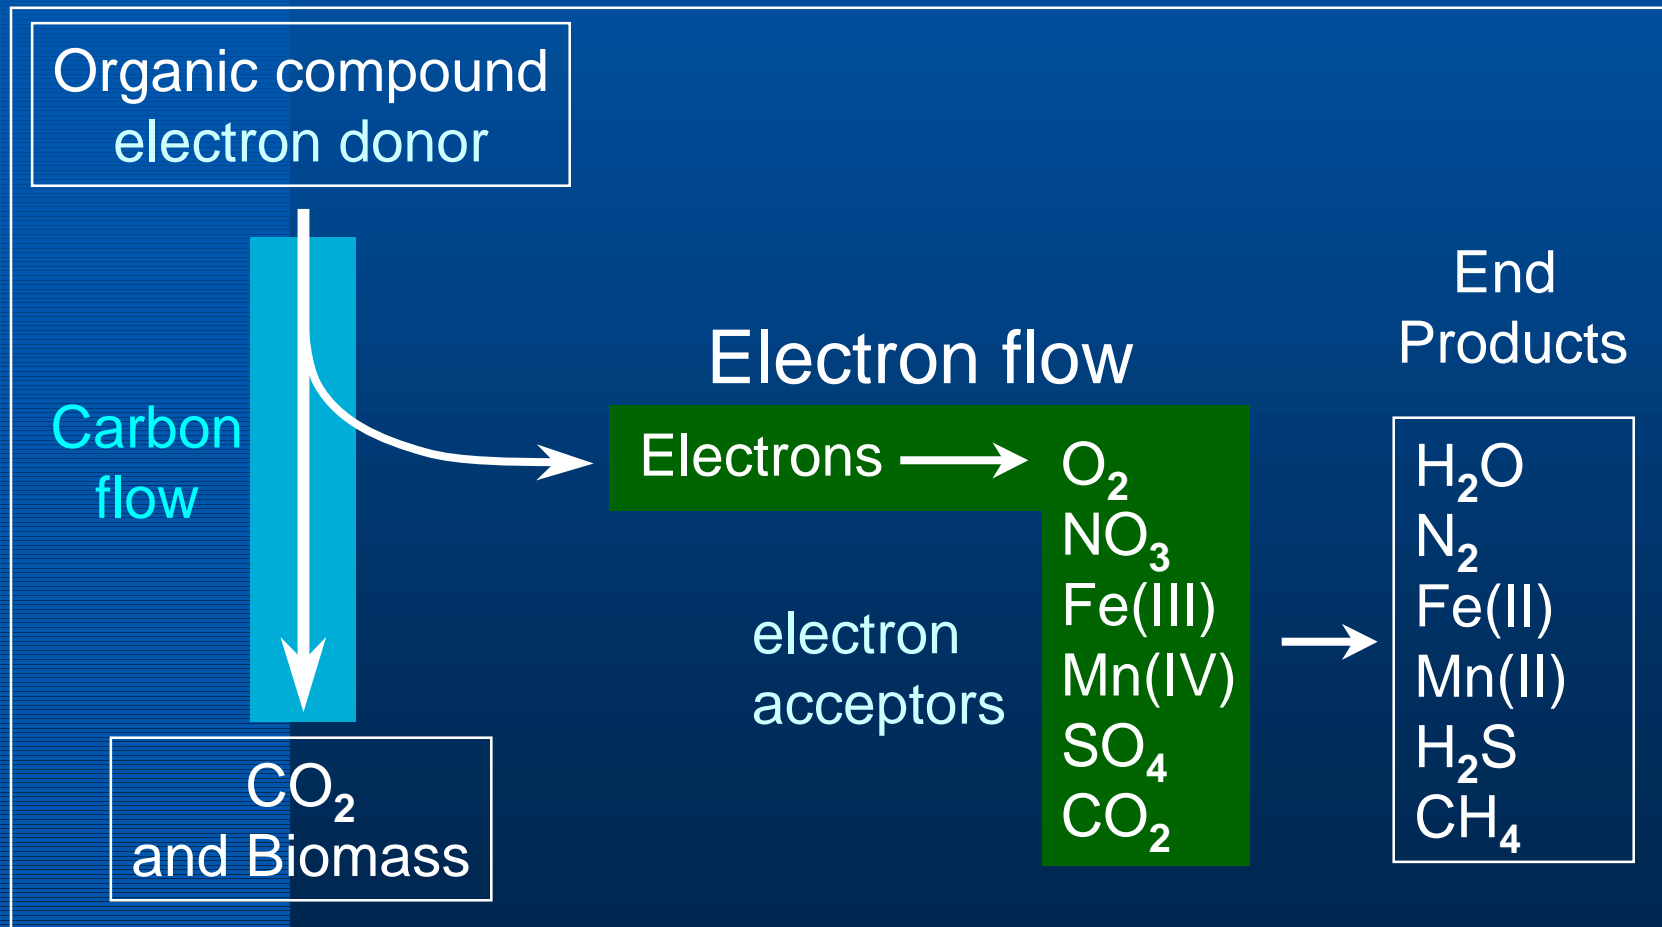 Organic compound
electron donor
Carbon
flow
CO₂
and Biomass
Electron flow
Electrons
electron
acceptors
O₂
NO₃
Fe(III)
Mn(IV)
SO₄
CO₂
End
Products
H₂O
N₂
Fe(II)
Mn(II)
H₂S
CH₄